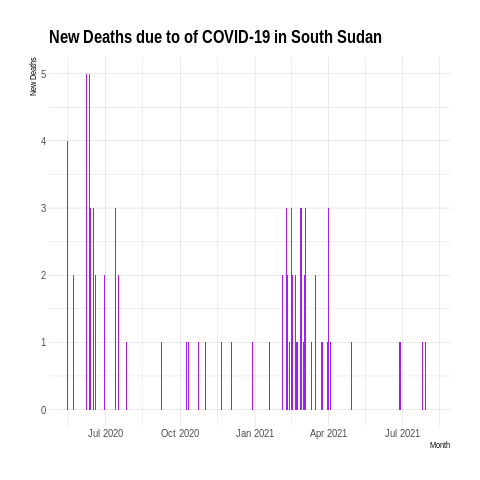 New Deaths due to of COVID-19 in South Sudan
New Deaths
5
4
3
2
1
0
Jul 2020 Oct 2020 Jan 2021 Apr 2021 Jul 2021
Month